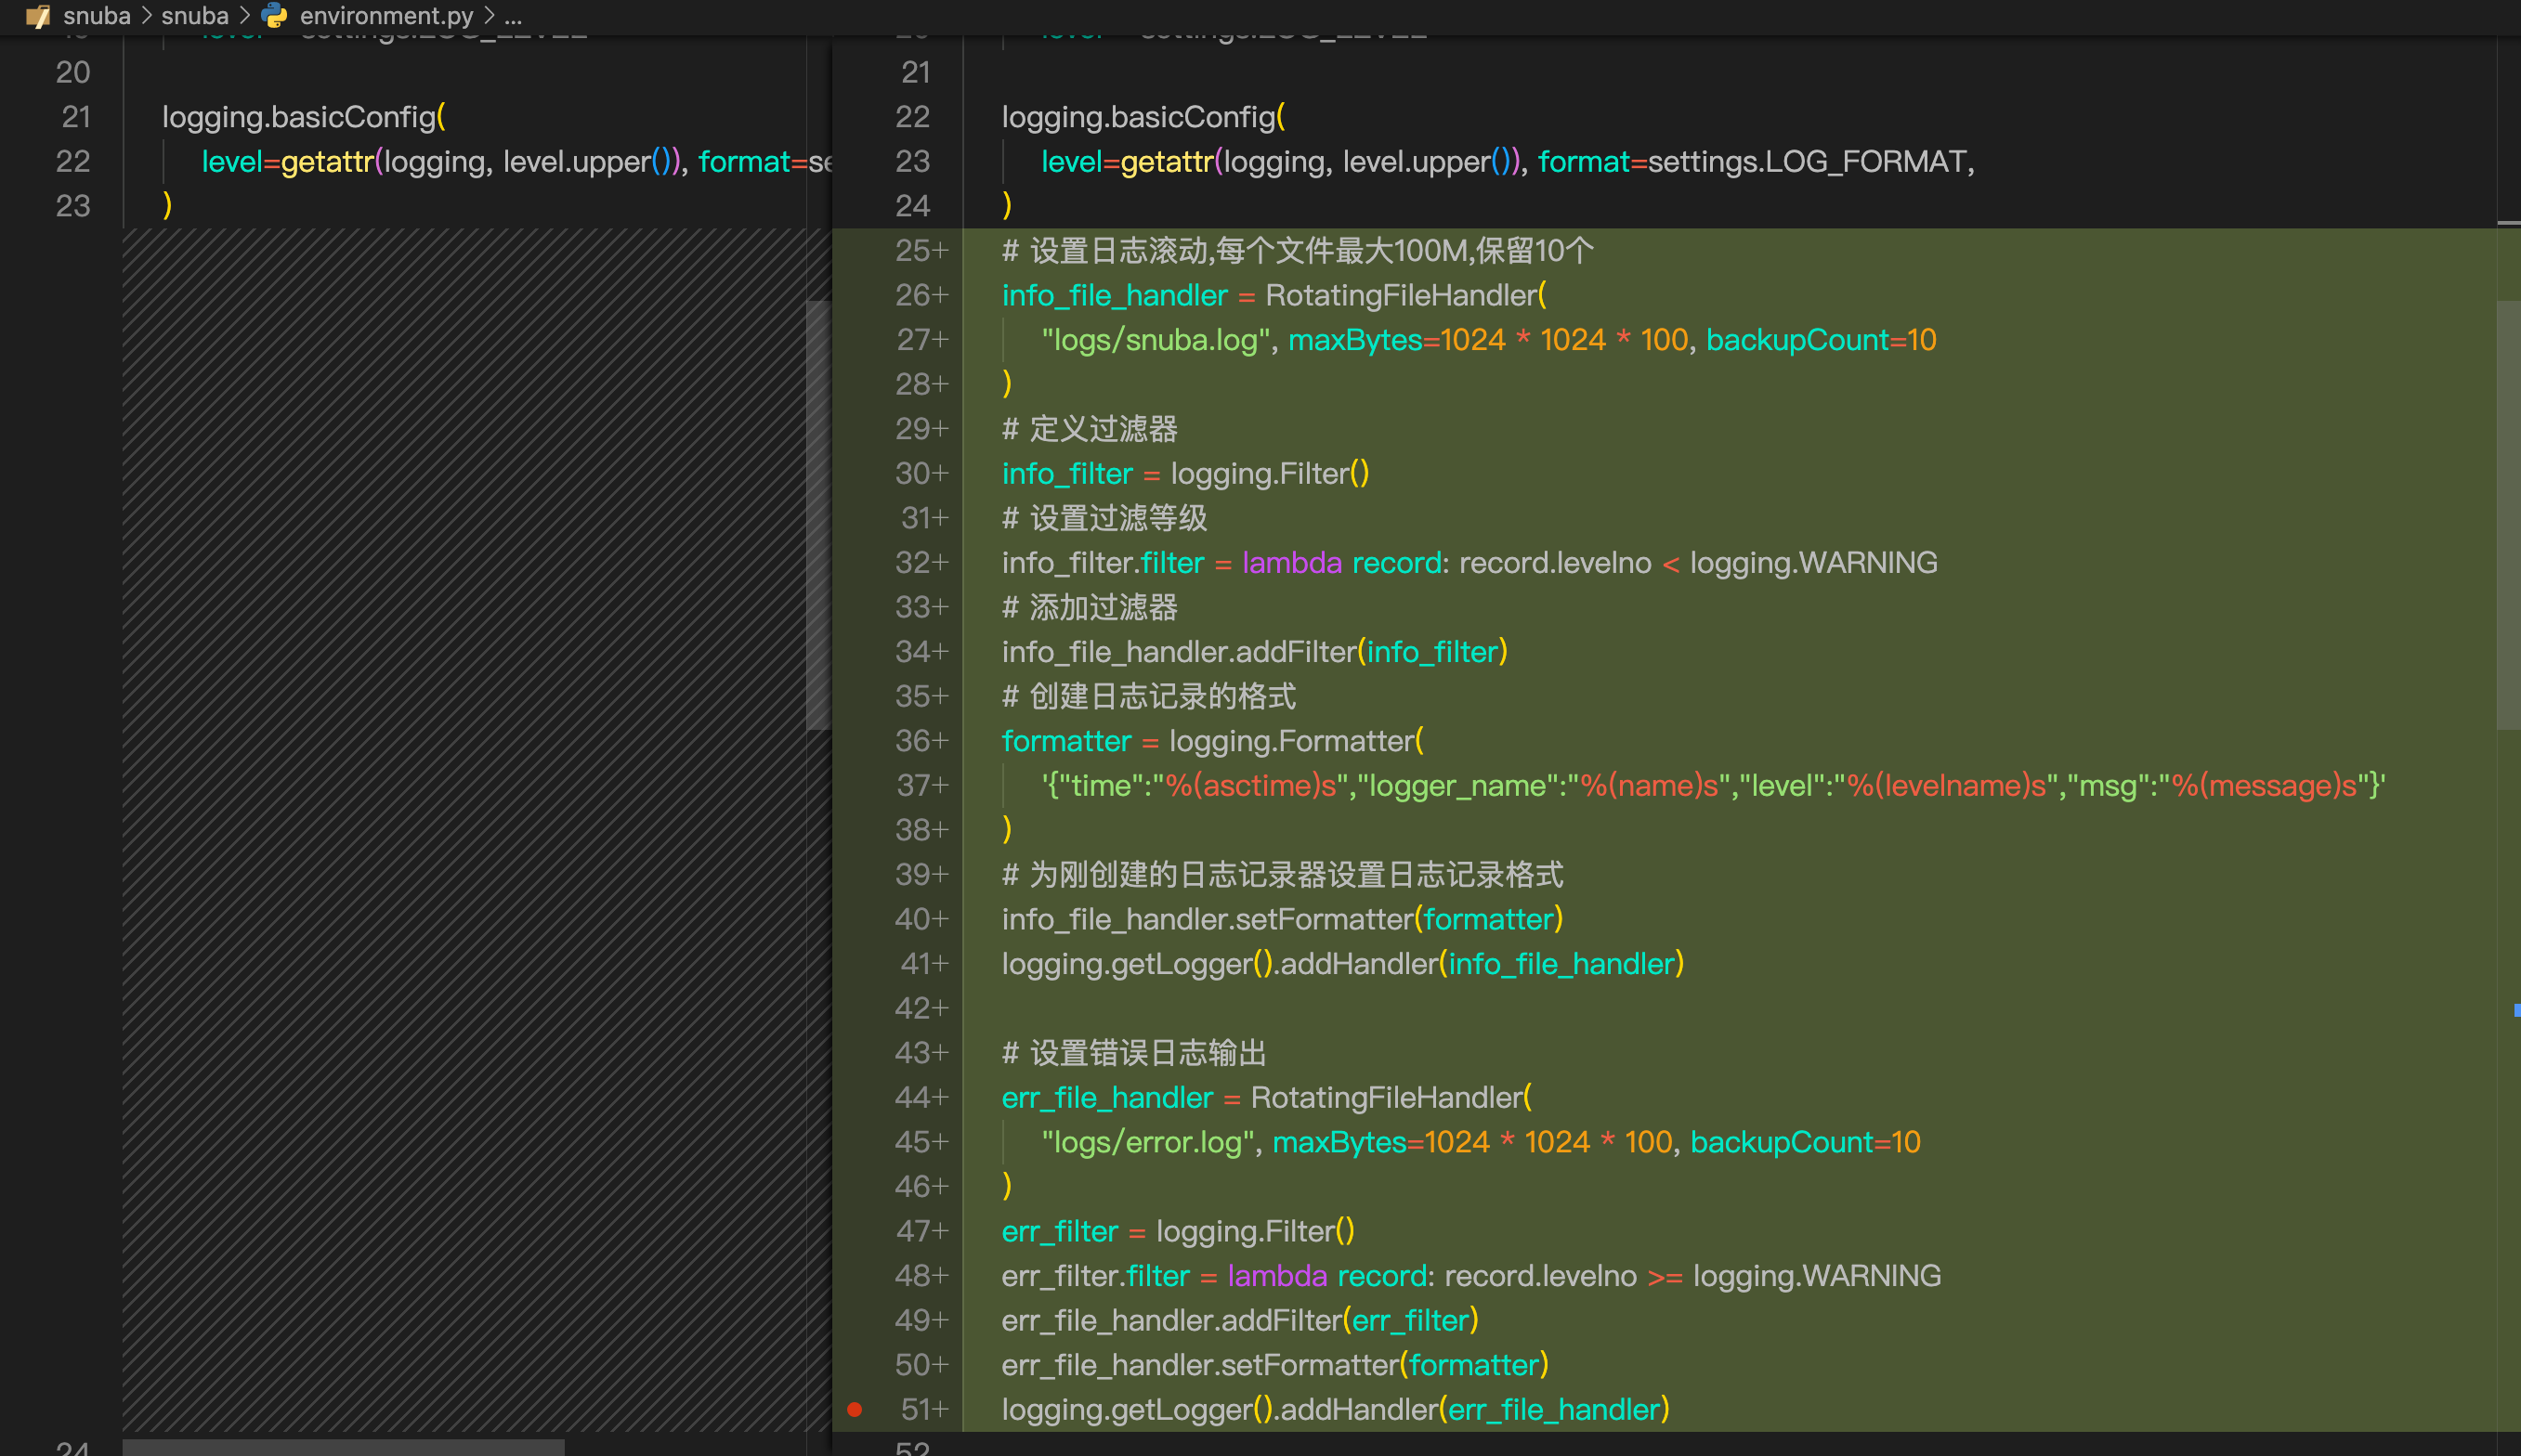 snuba > snuba > environment.py > ...
20
21 logging.basicConfig(
22 level=getattr(logging, level.upper()), format=se
23 )
24
level = settings.LOG_LEVEL
21
22 logging.basicConfig(
23 level=getattr(logging, level.upper()), format=settings.LOG_FORMAT,
24 )
25+ # 设置日志滚动,每个文件最大100M,保留10个
26+ info_file_handler = RotatingFileHandler(
27+ "logs/snuba.log", maxBytes=1024 * 1024 * 100, backupCount=10
28+ )
29+ # 定义过滤器
30+ info_filter = logging.Filter()
31+ # 设置过滤等级
32+ info_filter.filter = lambda record: record.levelno < logging.WARNING
33+ # 添加过滤器
34+ info_file_handler.addFilter(info_filter)
35+ # 创建日志记录的格式
36+ formatter = logging.Formatter(
37+ '{"time":"%(asctime)s","logger_name":"%(name)s","level":"%(levelname)s","msg":"%(message)s"}'
38+ )
39+ # 为刚创建的日志记录器设置日志记录格式
40+ info_file_handler.setFormatter(formatter)
41+ logging.getLogger().addHandler(info_file_handler)
42+
43+ # 设置错误日志输出
44+ err_file_handler = RotatingFileHandler(
45+ "logs/error.log", maxBytes=1024 * 1024 * 100, backupCount=10
46+ )
47+ err_filter = logging.Filter()
48+ err_filter.filter = lambda record: record.levelno >= logging.WARNING
49+ err_file_handler.addFilter(err_filter)
50+ err_file_handler.setFormatter(formatter)
51+ logging.getLogger().addHandler(err_file_handler)
52